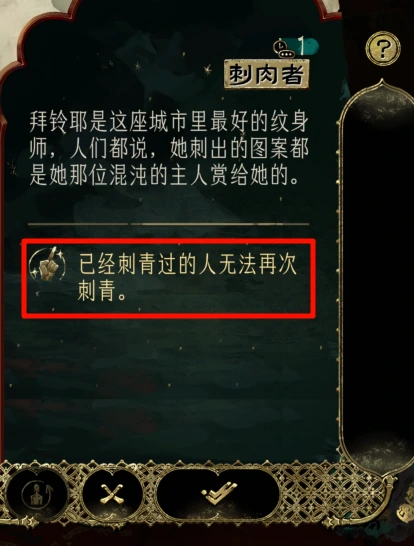 1
?
刺肉者
拜铃耶是这座城市里最好的纹身
师，人们都说，她刺出的图案都
是她那位混沌的主人赏给她的。
已经刺青过的人无法再次
刺青。